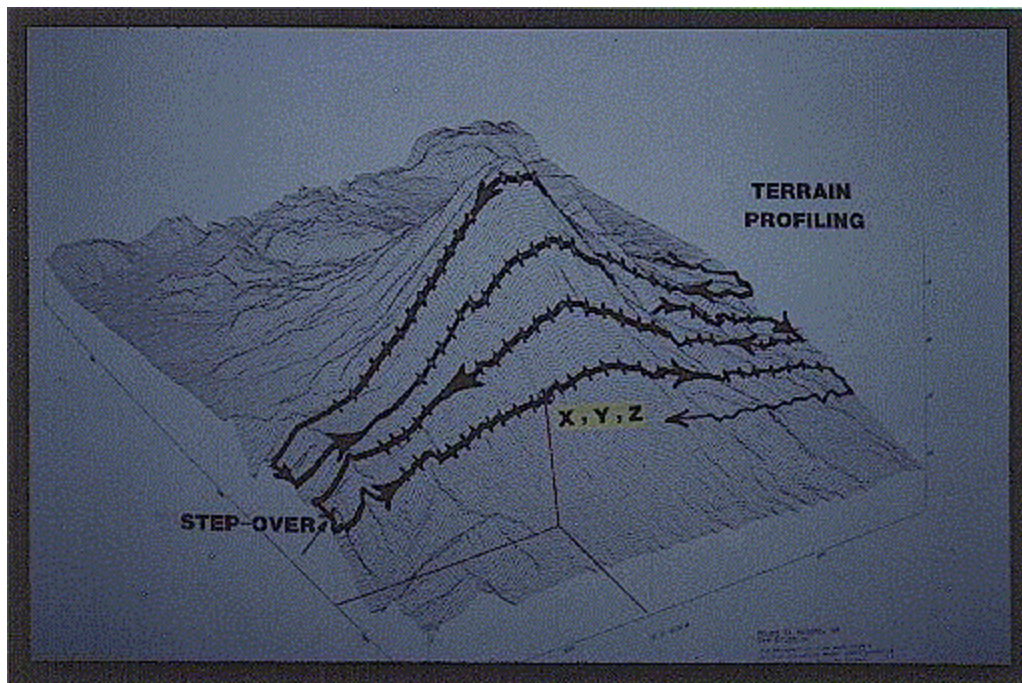 TERRAIN
PROFILING
X, Y, Z
STEP-OVER